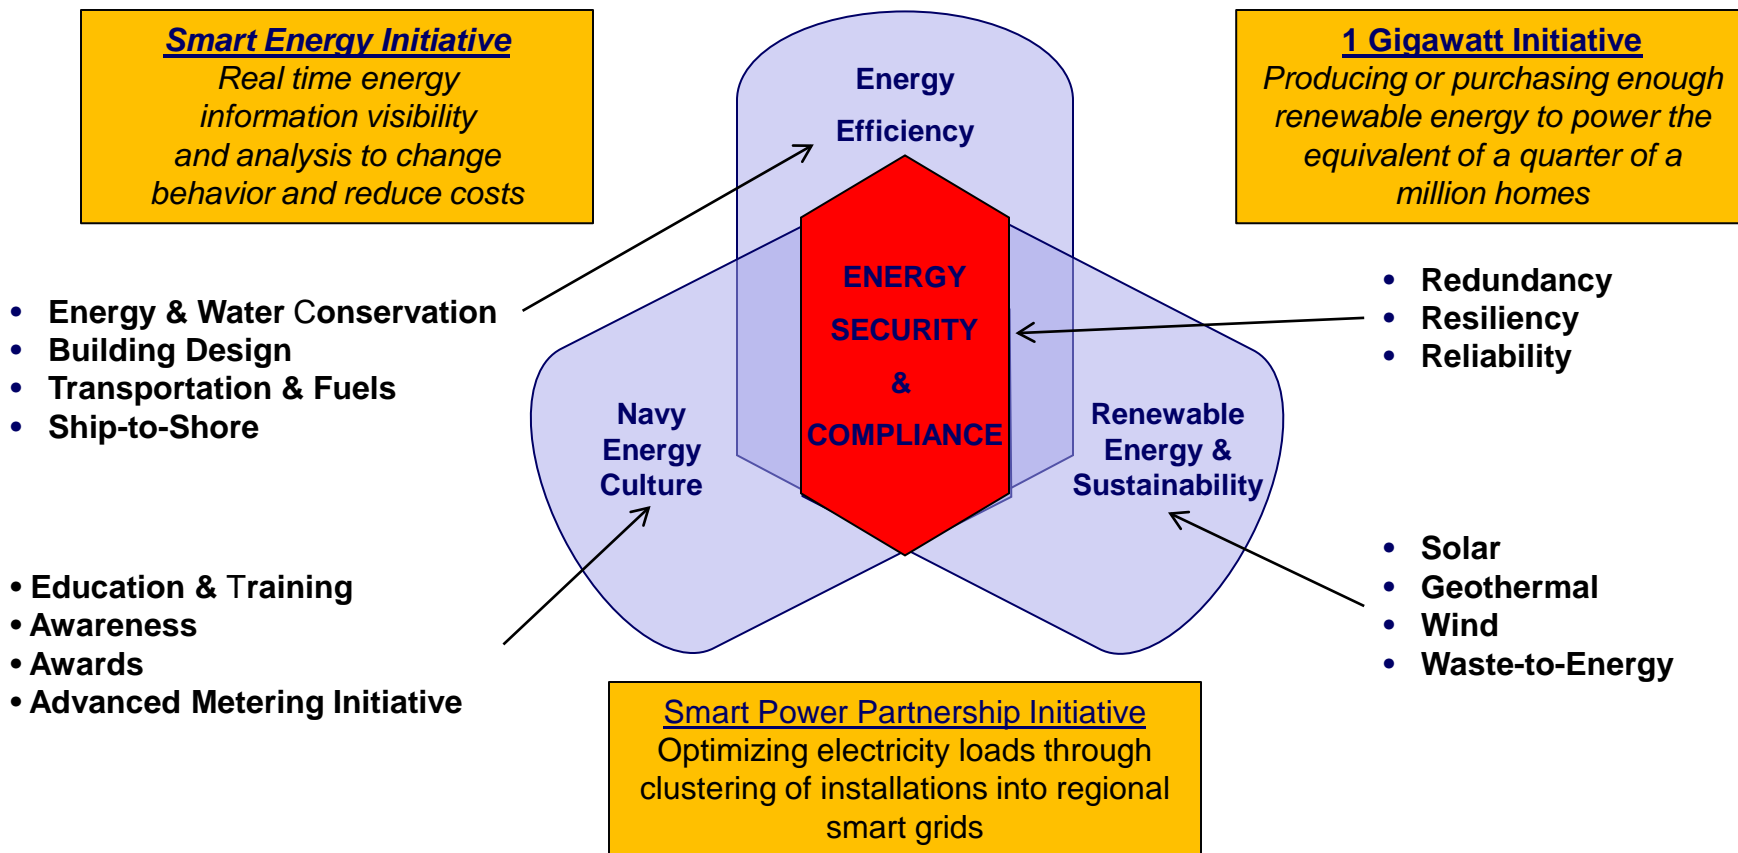 Smart Energy Initiative
Real time energy
information visibility
and analysis to change
behavior and reduce costs
Energy
Efficiency
1 Gigawatt Initiative
Producing or purchasing enough
renewable energy to power the
equivalent of a quarter of a
million homes
• Energy & Water Conservation
• Building Design
• Transportation & Fuels
• Ship-to-Shore
ENERGY
SECURITY
&
COMPLIANCE
• Redundancy
• Resiliency
• Reliability
Navy
Energy
Culture
Renewable
Energy &
Sustainability
• Education & Training
• Awareness
• Awards
• Advanced Metering Initiative
• Solar
• Geothermal
• Wind
• Waste-to-Energy
Smart Power Partnership Initiative
Optimizing electricity loads through
clustering of installations into regional
smart grids